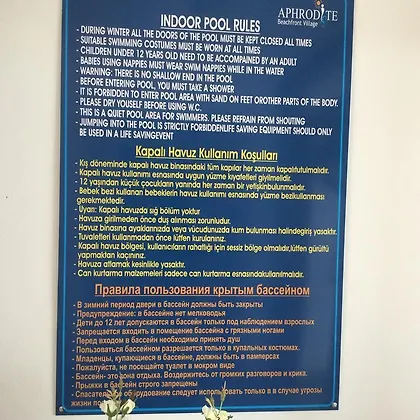 APHRODITE
Beachfront Village
INDOOR POOL RULES
- DURING WINTER ALL THE DOORS OF THE POOL MUST BE KEPT CLOSED ALL TIMES
- SUITABLE SWIMMING COSTUMES MUST BE WORN AT ALL TIMES
- CHILDREN UNDER 12 YEARS OLD NEED TO BE ACCOMPANIED BY AN ADULT
- BABIES USING NAPPIES MUST WEAR SWIM NAPPIES WHILE IN THE WATER
- WARNING: THERE IS NO SHALLOW END IN THE POOL
- BEFORE ENTERING POOL, YOU MUST TAKE A SHOWER
- IT IS FORBIDDEN TO ENTER POOL AREA WITH SAND ON FEET OROTHER PARTS OF THE BODY.
- PLEASE DRY YOUSELF BEFORE USING W.C.
- THIS IS A QUIET POOL AREA FOR SWIMMERS. PLEASE REFRAIN FROM SHOUTING
- JUMPING INTO THE POOL IS STRICTLY FORBIDDENLIFE SAVING EQUIPMENT SHOULD ONLY
BE USED IN A LIFE SAVINGEVENT
Kapalı Havuz Kullanım Koşulları
- Kış döneminde kapalı havuz binasındaki tüm kapılar her zaman kapalıtutulmalıdır.
- Kapalı havuz kullanımı esnasında uygun yüzme kıyafetleri giyilmelidir.
- 12 yaşından küçük çocukların yanında her zaman bir yetişkinbulunmalıdır.
- Bebek bezi kullanan bebeklerin havuz kullanımı esnasında yüzme bezikullanması
gerekmektedir.
- Uyarı: Kapalı havuzda sığ bölüm yoktur
- Havuza girilmeden önce duş alınması zorunludur.
- Havuz binasına ayaklarınızda veya vücudunuzda kum bulunması halindegiriş yasaktır.
- Tuvaletleri kullanmadan önce lütfen kurulanınız.
- Kapalı havuz bölgesi, kullanıcıların rahatlığı için sessiz bölge olmalıdır,lütfen gürültü
yapmaktan kaçınınız.
- Havuza atlamak kesinlikle yasaktır.
- Can kurtarma malzemeleri sadece can kurtarma esnasındakullanılmalıdır.
Правила пользования крытым бассейном
- В зимний период двери в бассейн должны быть закрыты
- Предупреждение: в бассейн нет мелководья
- Дети до 12 лет допускаются в бассейн только под наблюдением взрослых
- Запрещается входить в помещение бассейна с грязными ногами
- Перед входом в бассейн необходимо принять душ
- Пользоваться бассейном разрешается только в купальных костюмах.
- Младенцы, купающиеся в бассейне, должны быть в памперсах
- Пожалуйста, не посещайте туалет в мокром виде
- Бассейн- это зона отдыха. Воздержитесь от громких разговоров и крика.
- Прыжки в бассейн строго запрещены
- Спасательное оборудование следует использовать только в в случае угрозы
жизни